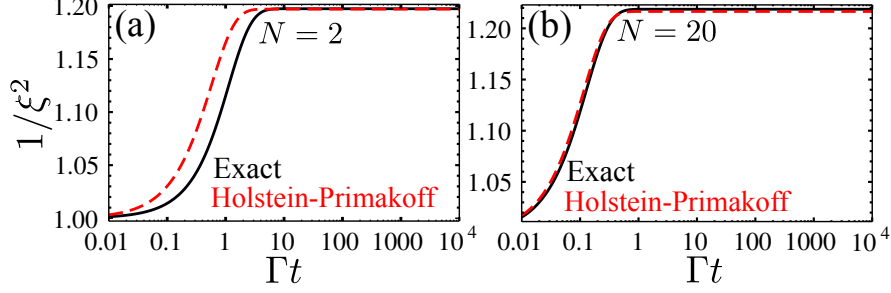 (a)
N = 2
1/ξ²
1.20
1.15
1.10
1.05
1.00
Exact
Holstein-Primakoff
0.01 0.1 1 10 100 1000 10⁴
Γt
(b)
N = 20
1.20
1.15
1.10
1.05
Exact
Holstein-Primakoff
0.01 0.1 1 10 100 1000 10⁴
Γt